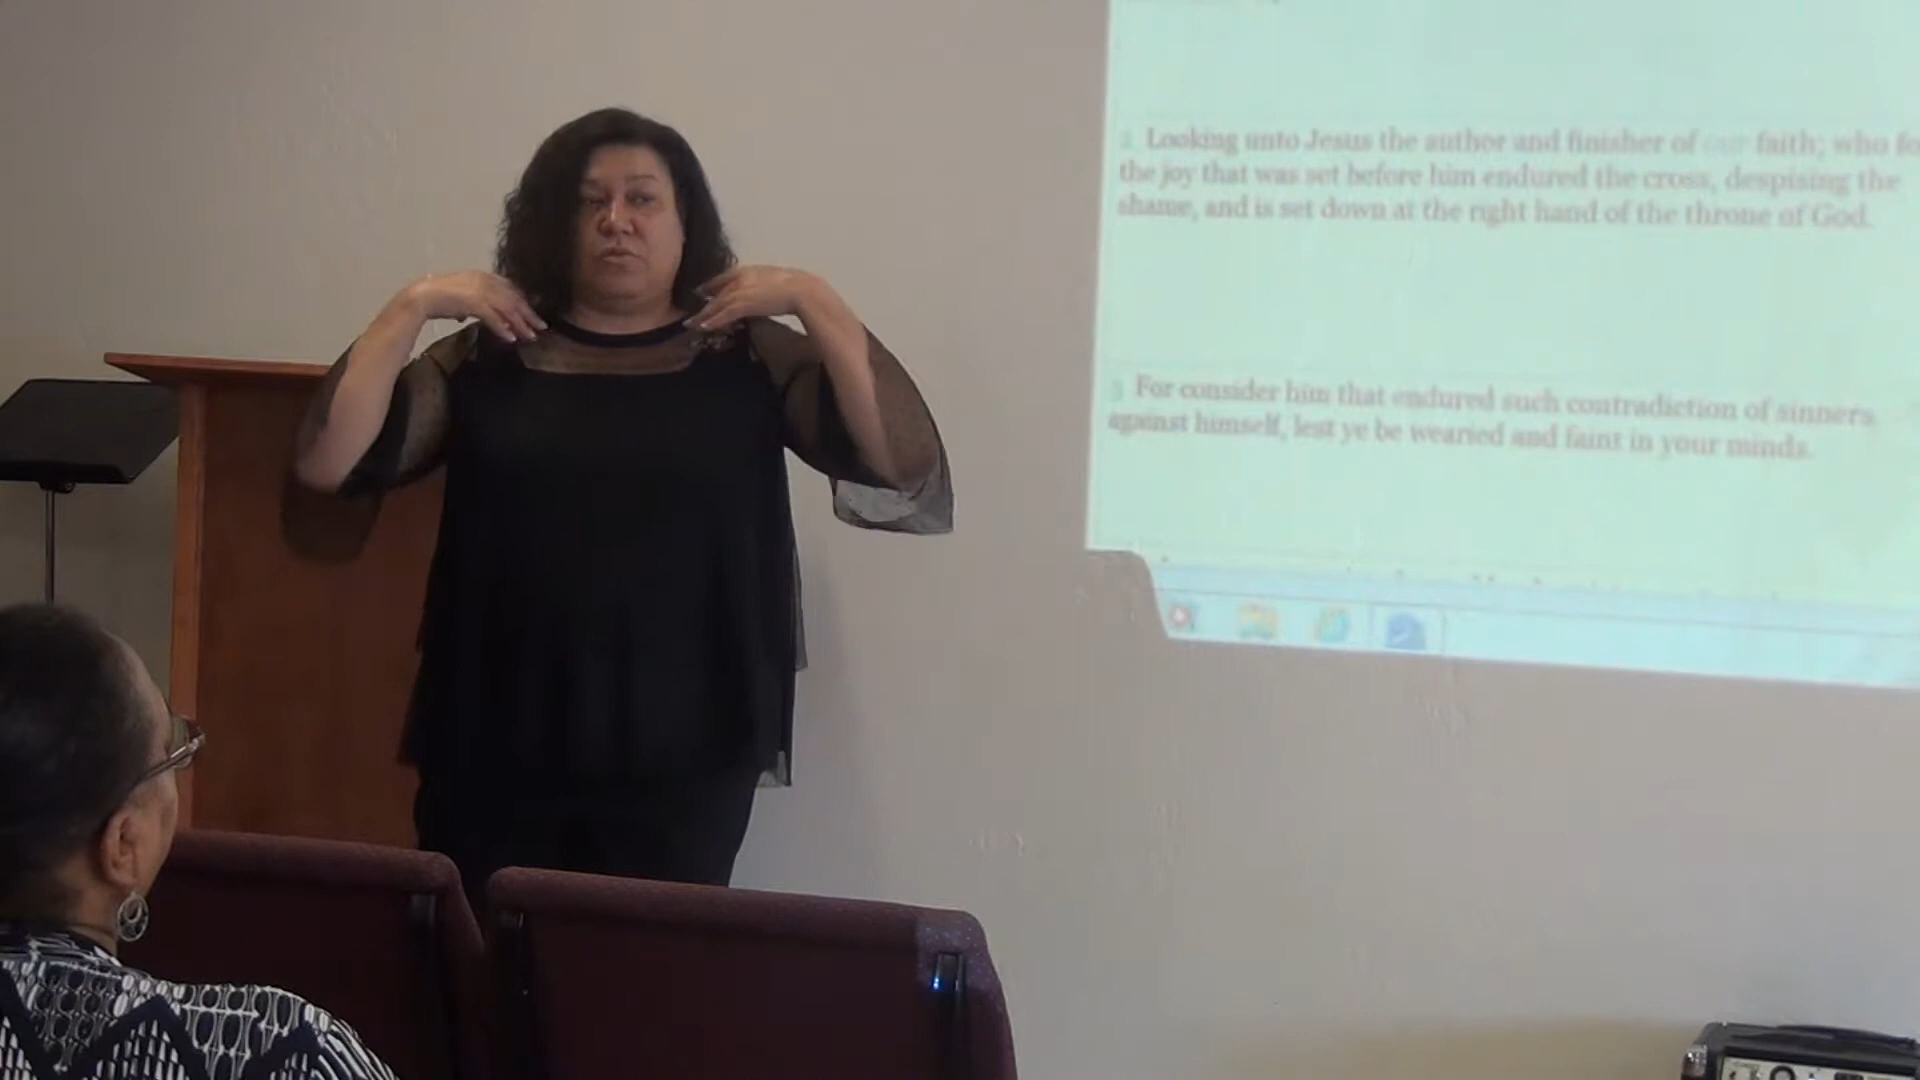 2 Looking unto Jesus the author and finisher of our faith; who fo
the joy that was set before him endured the cross, despising the
shame, and is set down at the right hand of the throne of God.
3 For consider him that endured such contradiction of sinners
against himself, lest ye be wearied and faint in your minds.